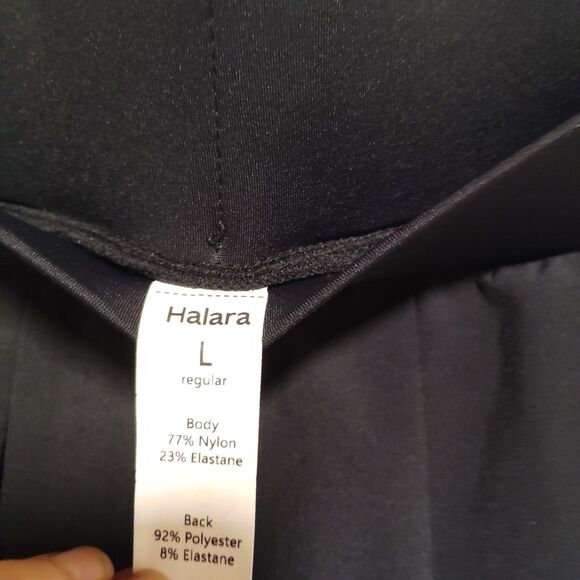 Halara
L
regular
Body
77% Nylon
23% Elastane
Back
92% Polyester
8% Elastane